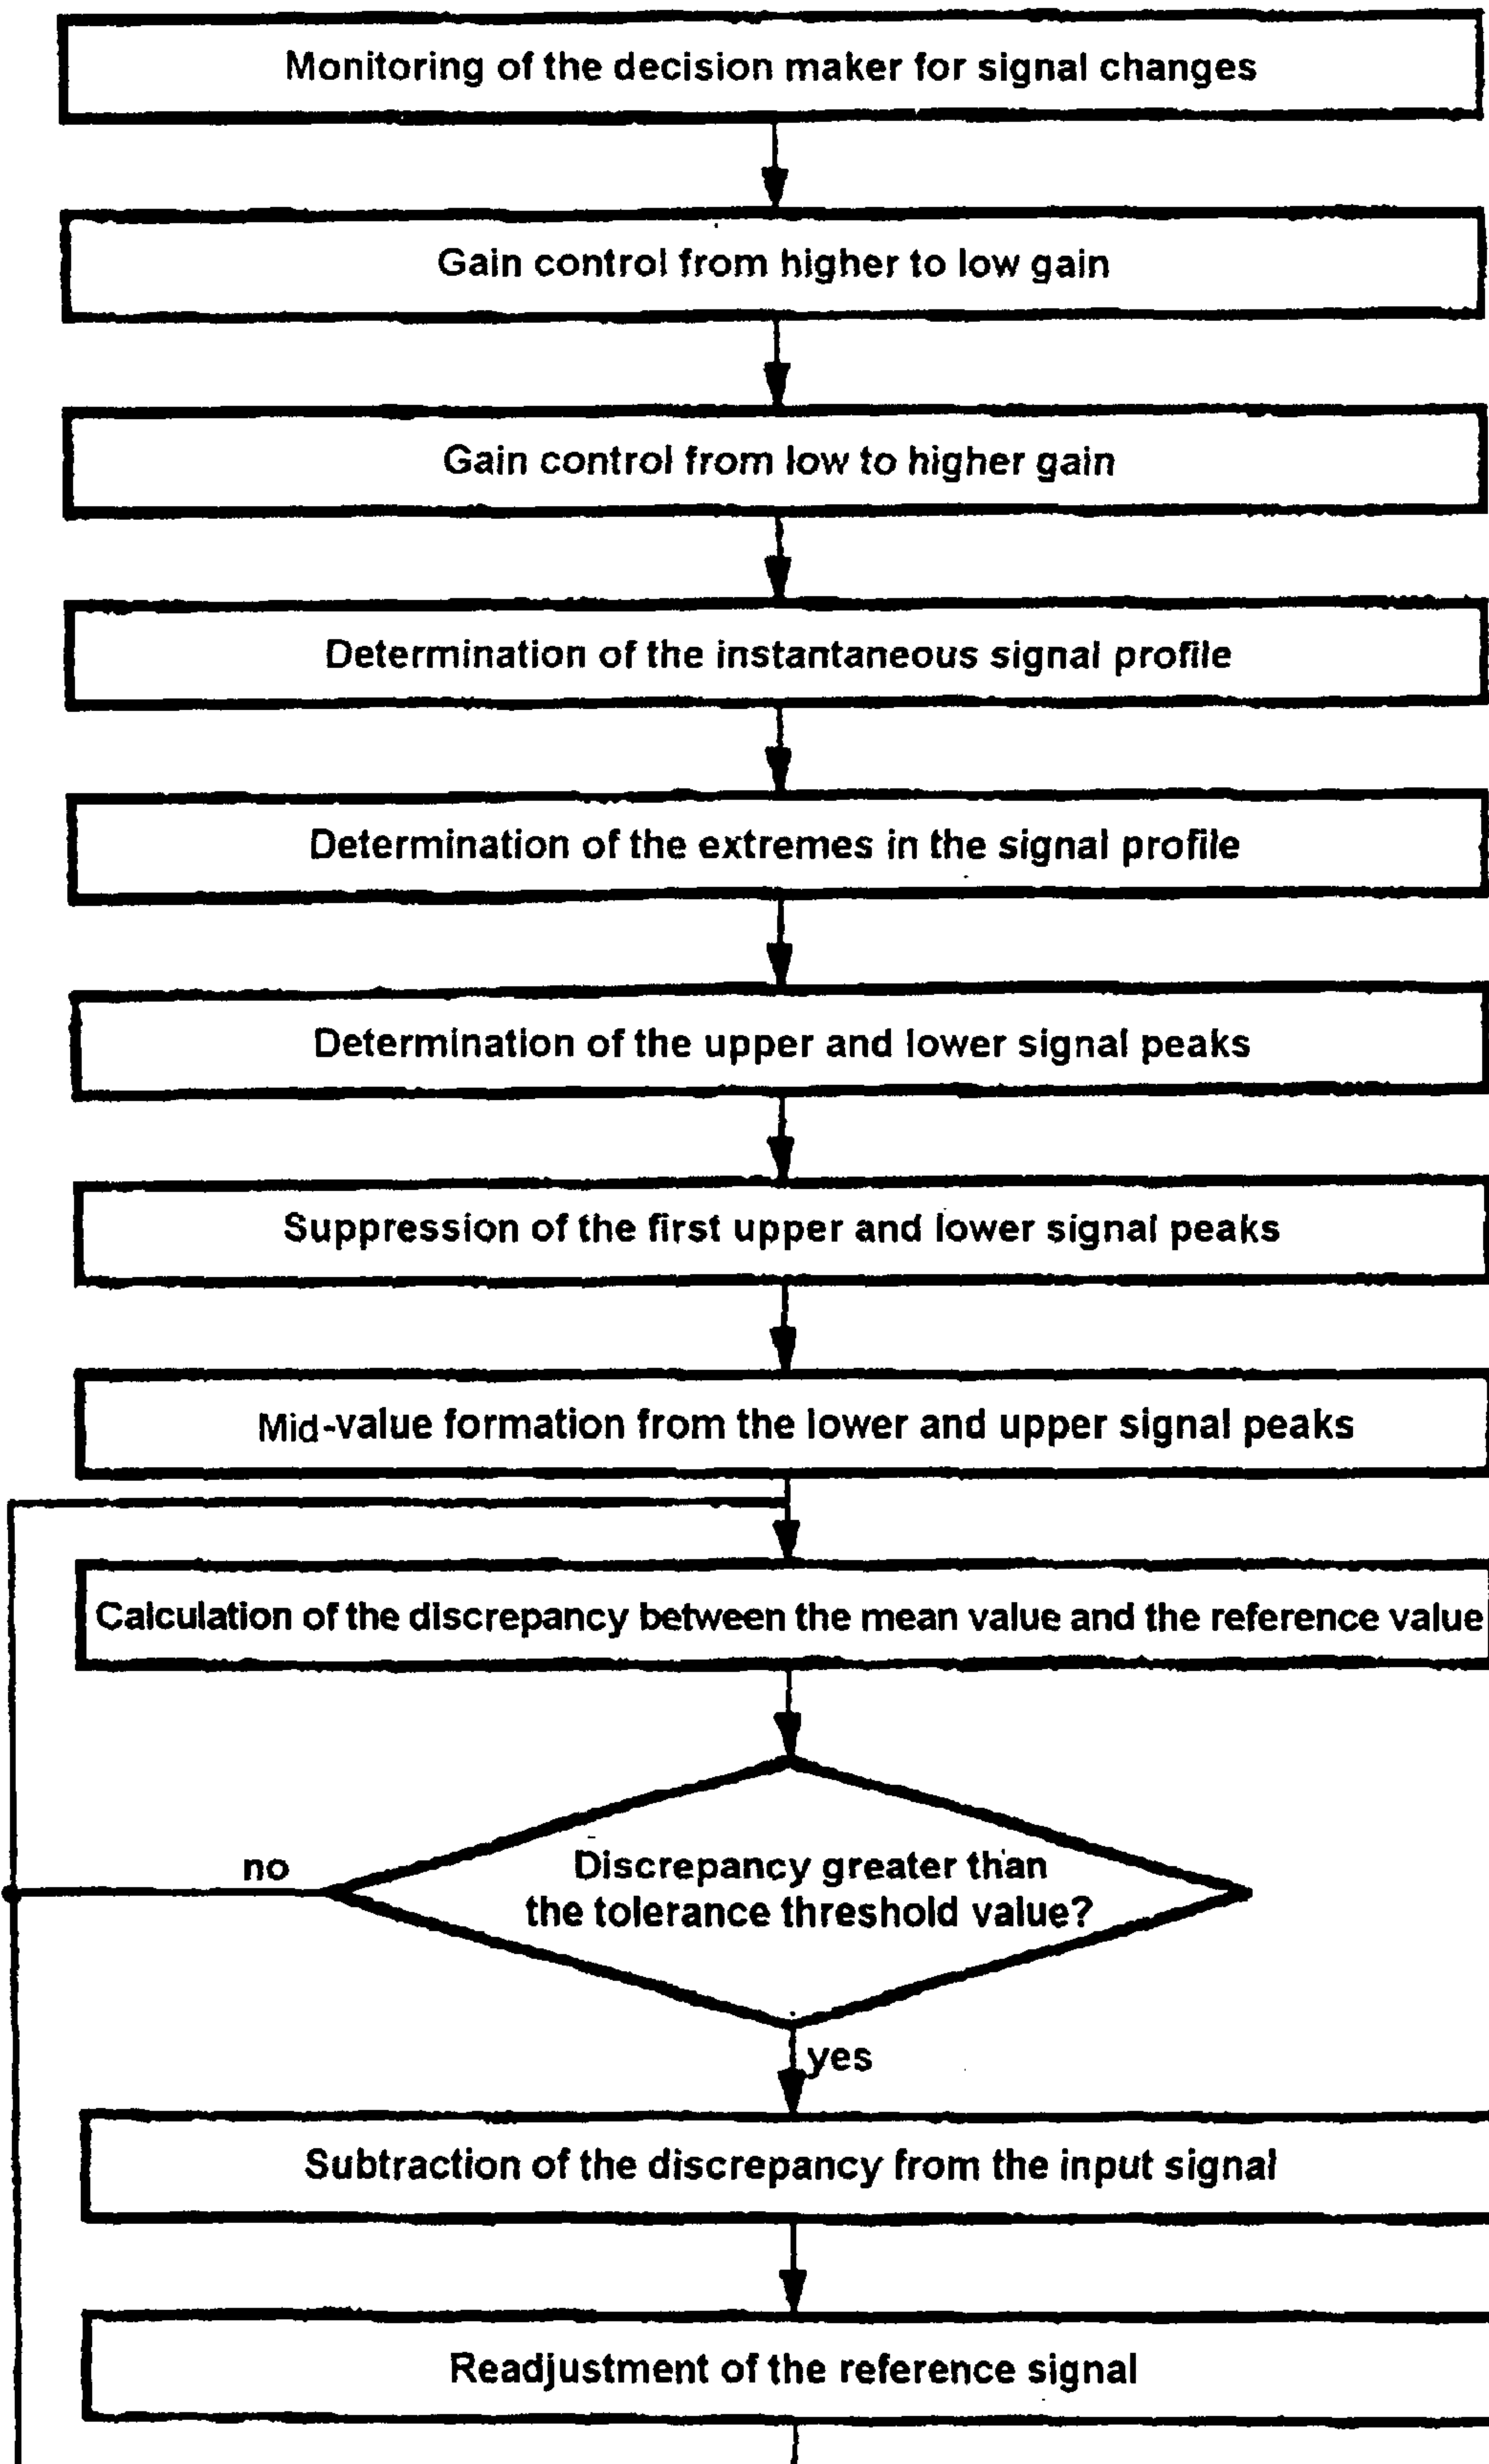 Monitoring of the decision maker for signal changes
Gain control from higher to low gain
Gain control from low to higher gain
Determination of the instantaneous signal profile
Determination of the extremes in the signal profile
Determination of the upper and lower signal peaks
Suppression of the first upper and lower signal peaks
Mid-value formation from the lower and upper signal peaks
Calculation of the discrepancy between the mean value and the reference value
no
Discrepancy greater than
the tolerance threshold value?
yes
Subtraction of the discrepancy from the input signal
Readjustment of the reference signal